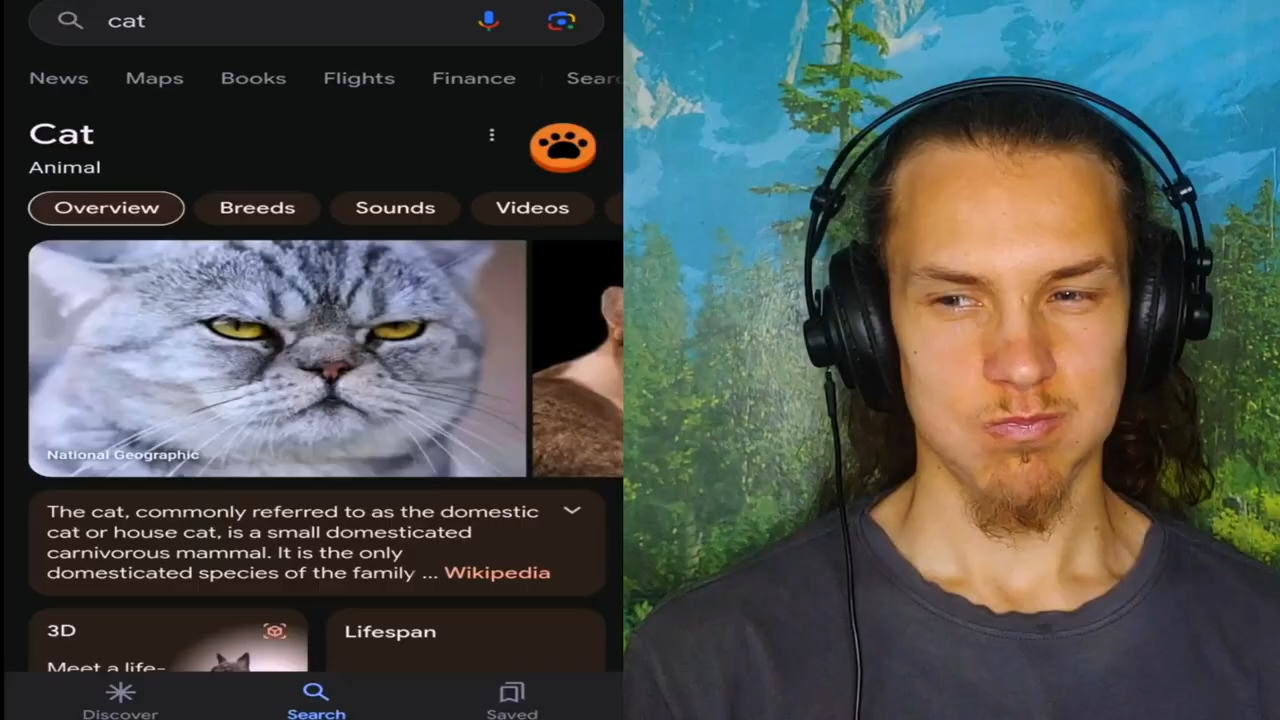 cat
News Maps Books Flights Finance
Cat
Animal
Overview Breeds Sounds Videos
National Geographic
The cat, commonly referred to as the domestic
cat or house cat, is a small domesticated
carnivorous mammal. It is the only
domesticated species of the family ... Wikipedia
3D
Lifespan
Meet a life-
Discover Search Saved